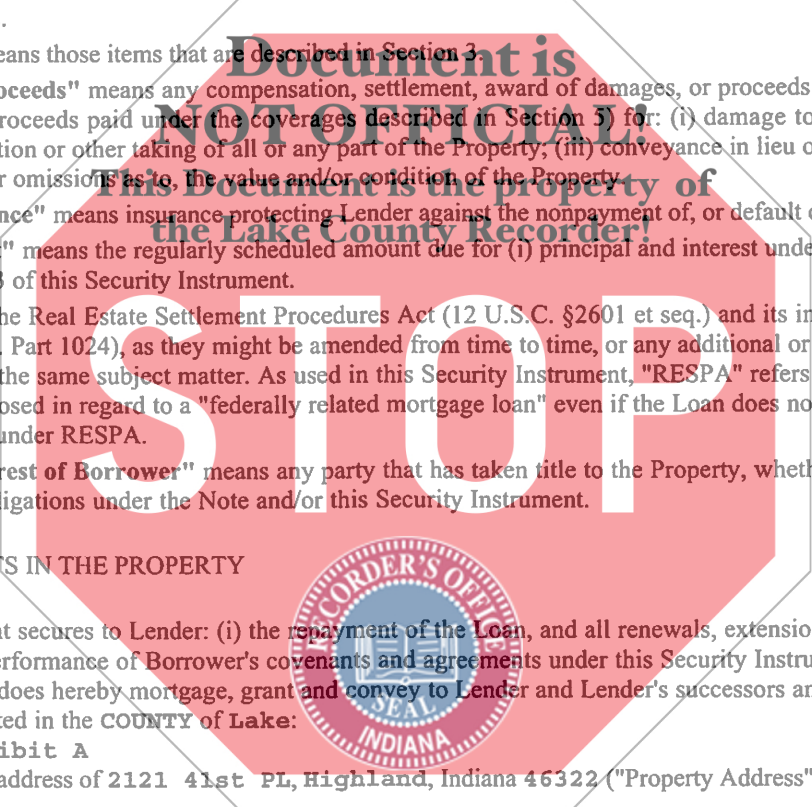 eans those items that are described in Section 3.
Document is
oceeds" means any compensation, settlement, award of damages, or proceeds
roceeds paid under the coverages described in Section 5) for: (i) damage to
NOT OFFICIAL!
tion or other taking of all or any part of the Property; (iii) conveyance in lieu o
r omissions as to, the value and/or condition of the Property.
This Document is the property of
nce" means insurance protecting Lender against the nonpayment of, or default
the Lake County Recorder!
" means the regularly scheduled amount due for (i) principal and interest unde
3 of this Security Instrument.
he Real Estate Settlement Procedures Act (12 U.S.C. §2601 et seq.) and its in
. Part 1024), as they might be amended from time to time, or any additional or
the same subject matter. As used in this Security Instrument, "RESPA" refers
osed in regard to a "federally related mortgage loan" even if the Loan does no
under RESPA.
STOP
rest of Borrower" means any party that has taken title to the Property, wheth
ligations under the Note and/or this Security Instrument.
TS IN THE PROPERTY
RECORDER'S OFFICE
t secures to Lender: (i) the repayment of the Loan, and all renewals, extensio
erformance of Borrower's covenants and agreements under this Security Instru
does hereby mortgage, grant and convey to Lender and Lender's successors an
SEAL
ted in the COUNTY of Lake:
INDIANA
ibit A
address of 2121 41st PL, Highland, Indiana 46322 ("Property Address"